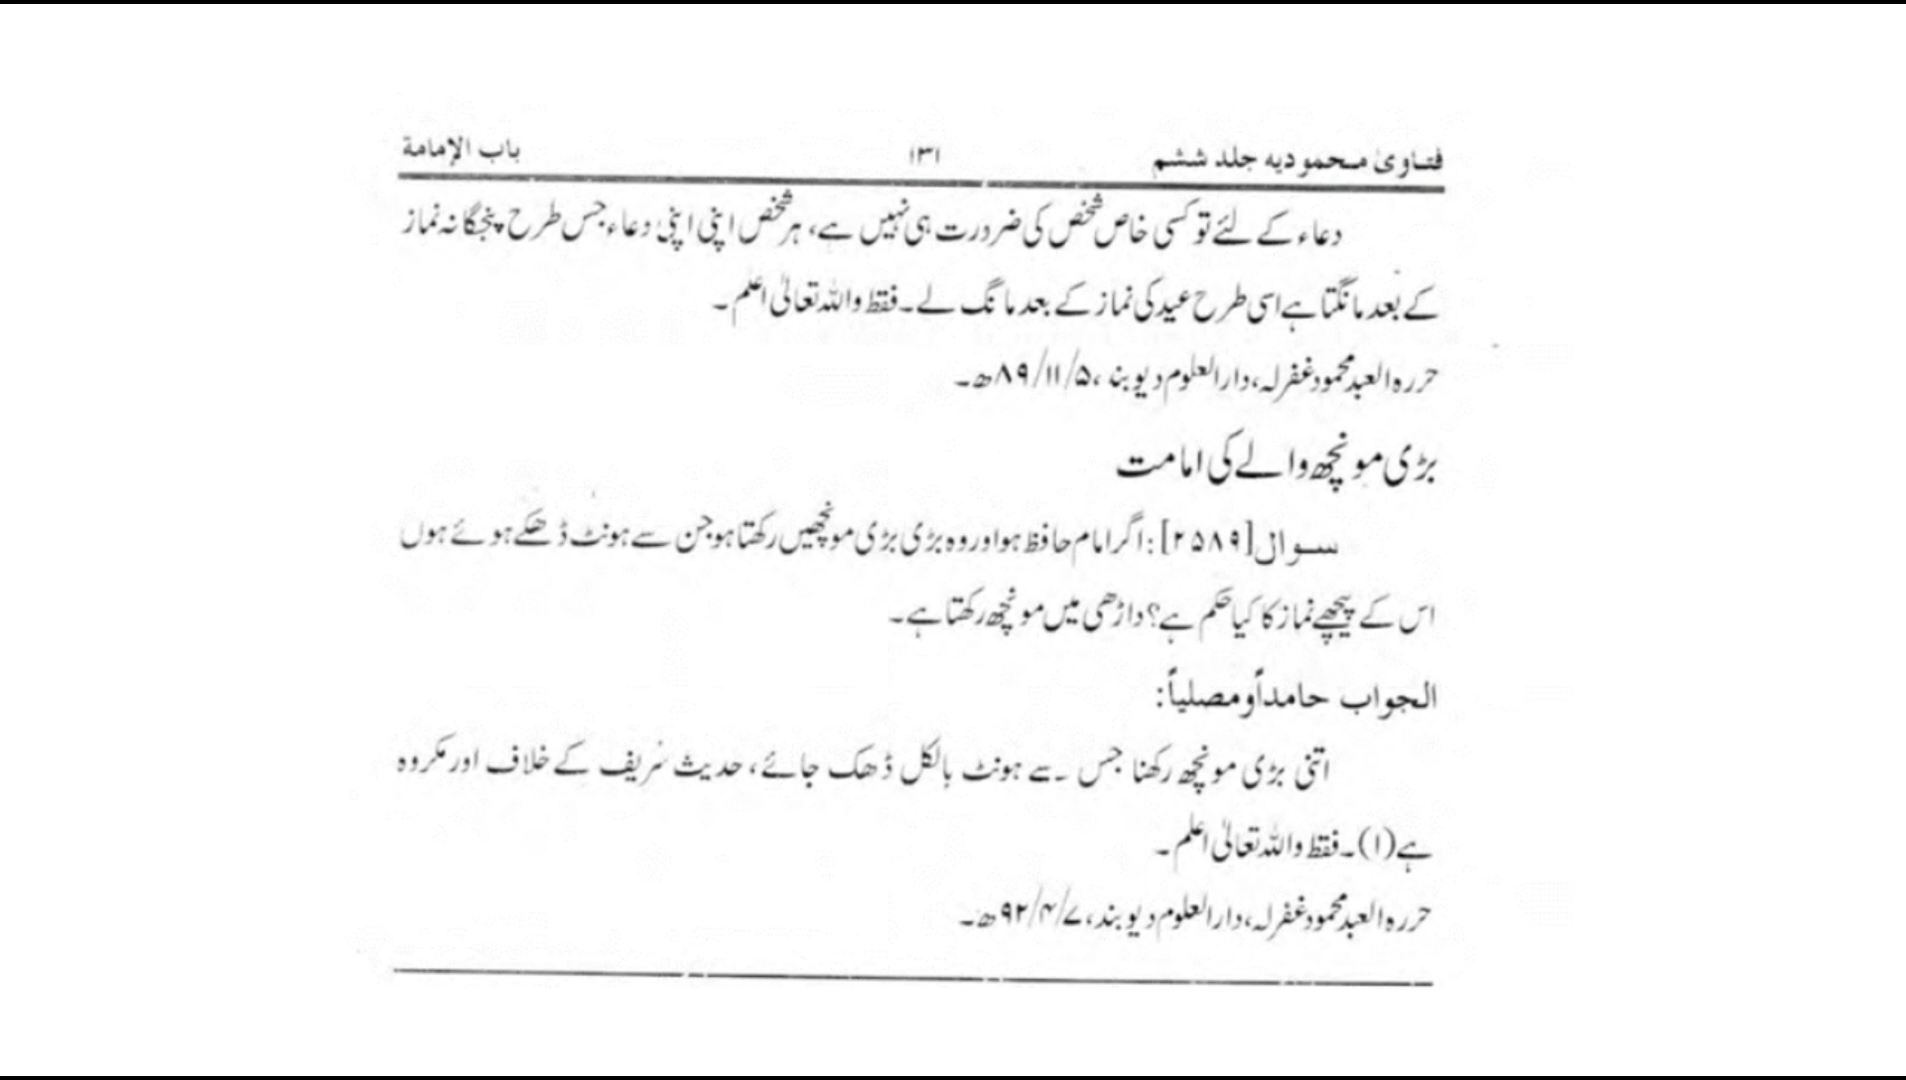 فتاویٰ محمودیہ جلد ششم ۱۳۱ باب الإمامة
دعاء کے لئے تو کسی خاص شخص کی ضرورت ہی نہیں ہے، ہر شخص اپنی اپنی دعاء جس طرح پنجگانہ نماز
کے بعد مانگتا ہے اسی طرح عید کی نماز کے بعد مانگ لے۔ فقط واللہ تعالیٰ اعلم۔
حررہ العبد محمود غفرلہ، دارالعلوم دیوبند، ۵/۱۱/۸۹ھ۔
بڑی مونچھ والے کی امامت
سوال [۲۵۸۹]: اگر امام حافظ ہو اور وہ بڑی بڑی مونچھیں رکھتا ہو جن سے ہونٹ ڈھکے ہوئے ہوں
اس کے پیچھے نماز کا کیا حکم ہے؟ داڑھی میں مونچھ رکھتا ہے۔
الجواب حامداً ومصلیاً:
اتنی بڑی مونچھ رکھنا جس سے ہونٹ بالکل ڈھک جائے، حدیث شریف کے خلاف اور مکروہ
ہے (۱)۔ فقط واللہ تعالیٰ اعلم۔
حررہ العبد محمود غفرلہ، دارالعلوم دیوبند، ۷/۴/۹۲ھ۔